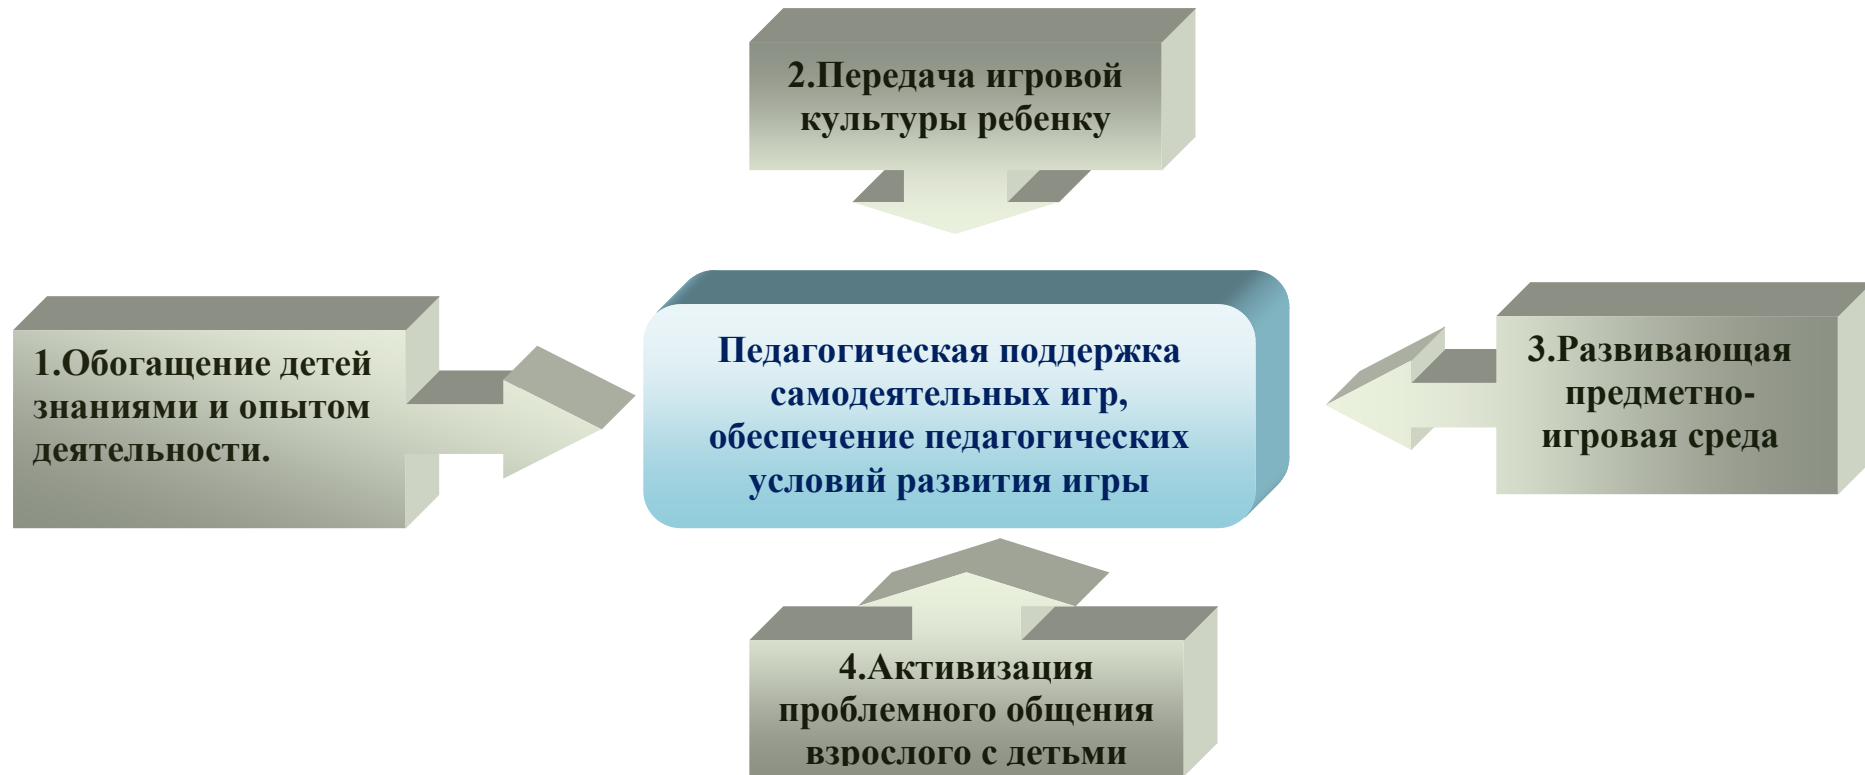 2.Передача игровой
культуры ребенку
1.Обогащение детей
знаниями и опытом
деятельности.
Педагогическая поддержка
самодеятельных игр,
обеспечение педагогических
условий развития игры
3.Развивающая
предметно-
игровая среда
4.Активизация
проблемного общения
взрослого с детьми